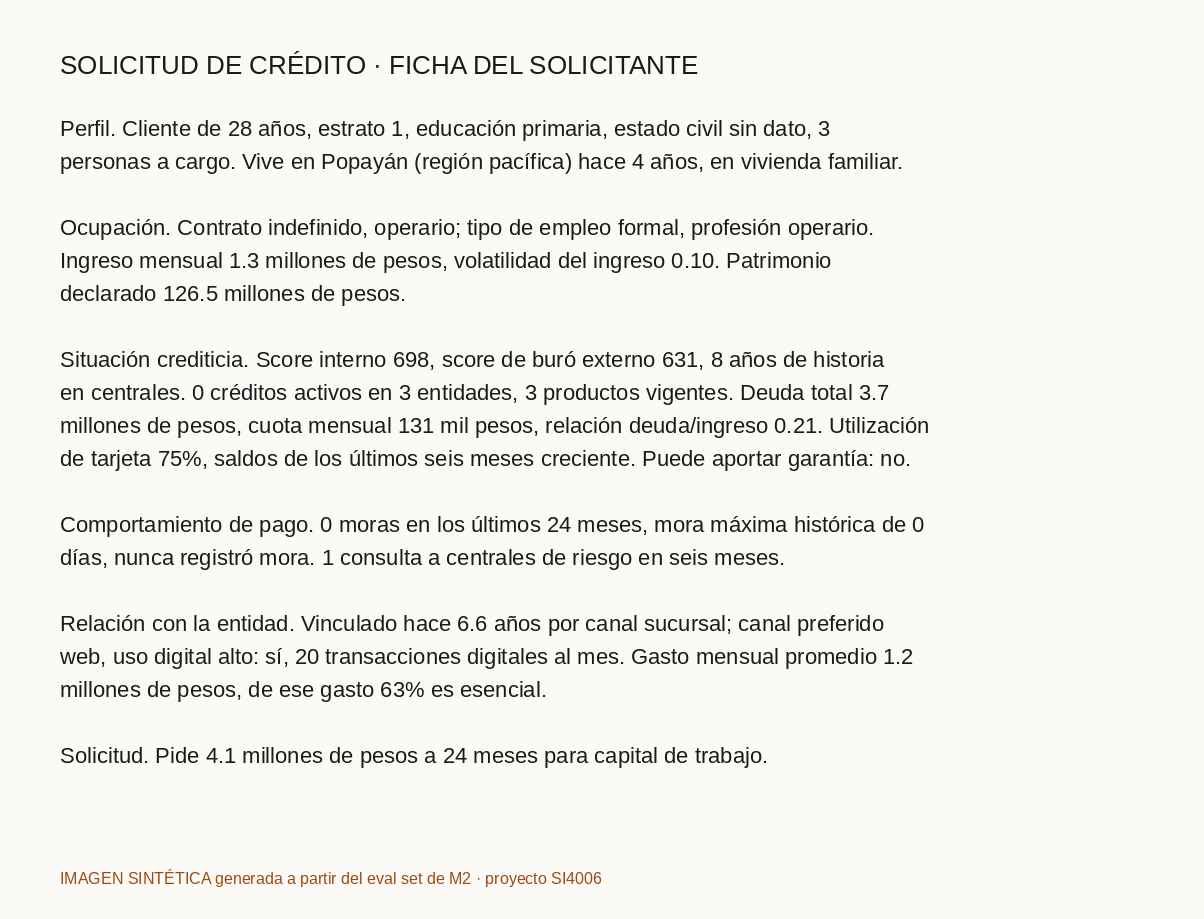 SOLICITUD DE CRÉDITO · FICHA DEL SOLICITANTE
Perfil. Cliente de 28 años, estrato 1, educación primaria, estado civil sin dato, 3
personas a cargo. Vive en Popayán (región pacífica) hace 4 años, en vivienda familiar.
Ocupación. Contrato indefinido, operario; tipo de empleo formal, profesión operario.
Ingreso mensual 1.3 millones de pesos, volatilidad del ingreso 0.10. Patrimonio
declarado 126.5 millones de pesos.
Situación crediticia. Score interno 698, score de buró externo 631, 8 años de historia
en centrales. 0 créditos activos en 3 entidades, 3 productos vigentes. Deuda total 3.7
millones de pesos, cuota mensual 131 mil pesos, relación deuda/ingreso 0.21. Utilización
de tarjeta 75%, saldos de los últimos seis meses creciente. Puede aportar garantía: no.
Comportamiento de pago. 0 moras en los últimos 24 meses, mora máxima histórica de 0
días, nunca registró mora. 1 consulta a centrales de riesgo en seis meses.
Relación con la entidad. Vinculado hace 6.6 años por canal sucursal; canal preferido
web, uso digital alto: sí, 20 transacciones digitales al mes. Gasto mensual promedio 1.2
millones de pesos, de ese gasto 63% es esencial.
Solicitud. Pide 4.1 millones de pesos a 24 meses para capital de trabajo.
IMAGEN SINTÉTICA generada a partir del eval set de M2 · proyecto SI4006